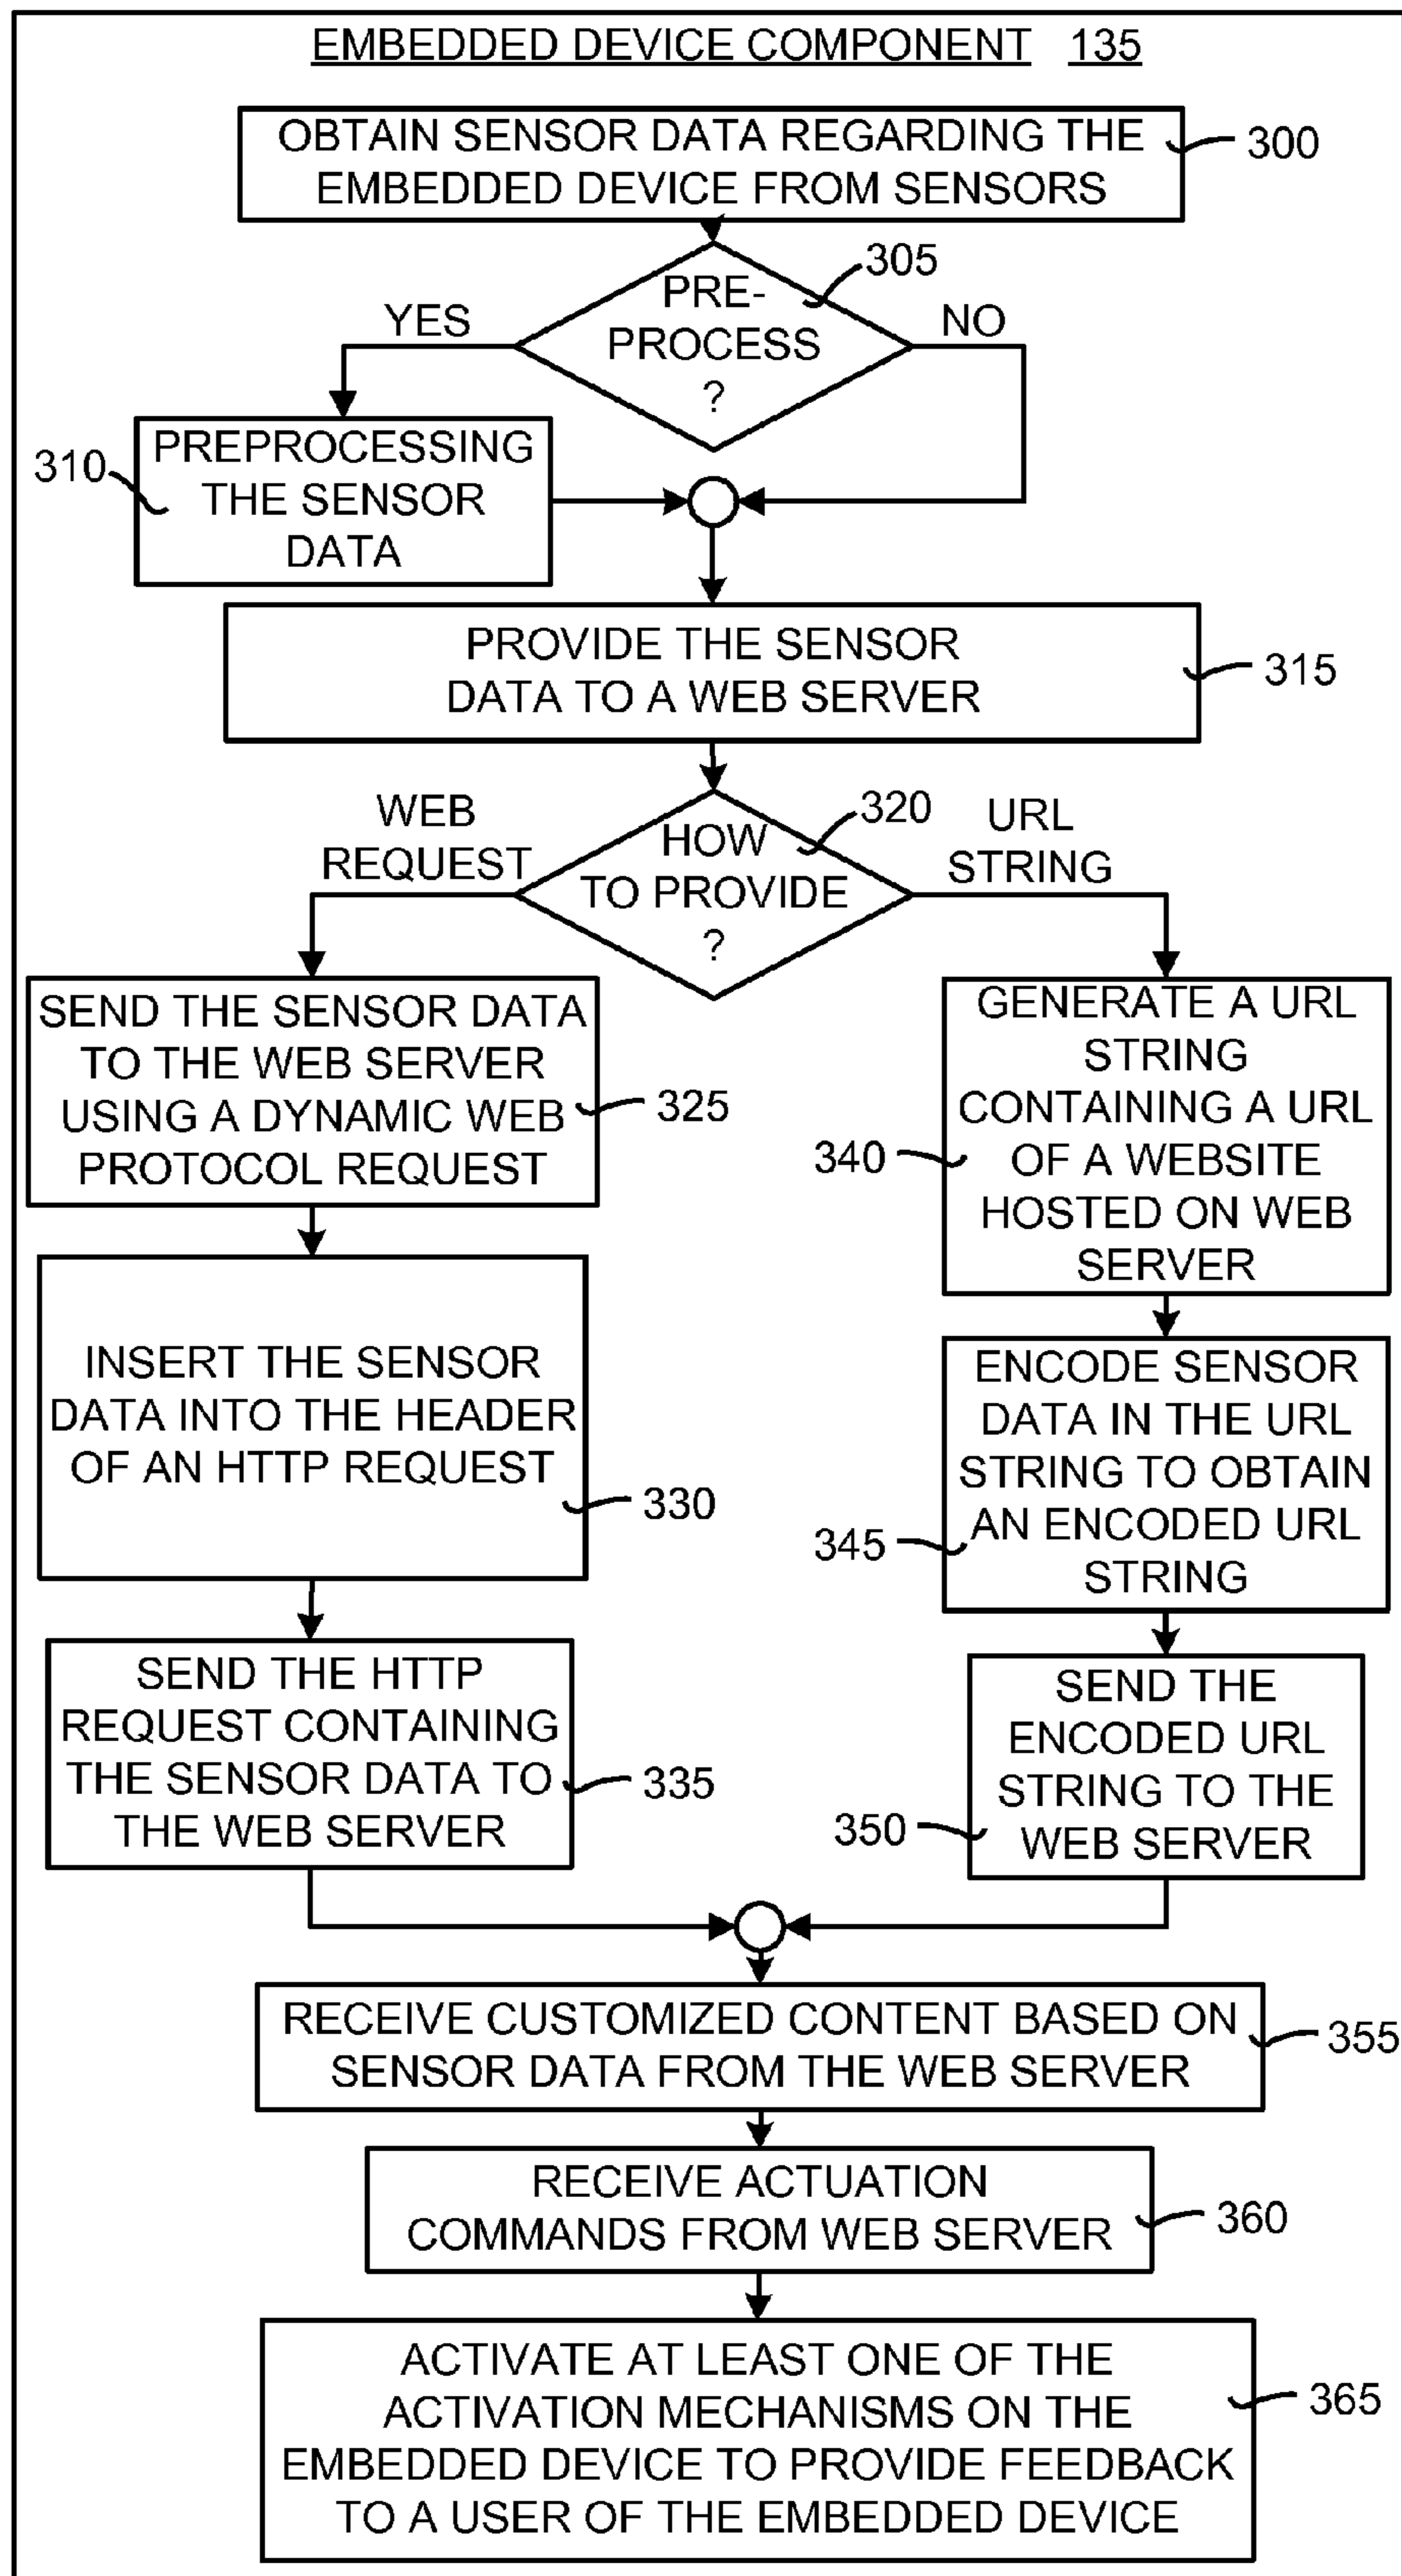 EMBEDDED DEVICE COMPONENT 135
OBTAIN SENSOR DATA REGARDING THE
EMBEDDED DEVICE FROM SENSORS
300
305
PRE-
PROCESS
?
YES
NO
310
PREPROCESSING
THE SENSOR
DATA
PROVIDE THE SENSOR
DATA TO A WEB SERVER
315
320
HOW
TO PROVIDE
?
WEB
REQUEST
URL
STRING
SEND THE SENSOR DATA
TO THE WEB SERVER
USING A DYNAMIC WEB
PROTOCOL REQUEST
325
INSERT THE SENSOR
DATA INTO THE HEADER
OF AN HTTP REQUEST
330
SEND THE HTTP
REQUEST CONTAINING
THE SENSOR DATA TO
THE WEB SERVER
335
GENERATE A URL
STRING
CONTAINING A URL
OF A WEBSITE
HOSTED ON WEB
SERVER
340
ENCODE SENSOR
DATA IN THE URL
STRING TO OBTAIN
AN ENCODED URL
STRING
345
SEND THE
ENCODED URL
STRING TO THE
WEB SERVER
350
RECEIVE CUSTOMIZED CONTENT BASED ON
SENSOR DATA FROM THE WEB SERVER
355
RECEIVE ACTUATION
COMMANDS FROM WEB SERVER
360
ACTIVATE AT LEAST ONE OF THE
ACTIVATION MECHANISMS ON THE
EMBEDDED DEVICE TO PROVIDE FEEDBACK
TO A USER OF THE EMBEDDED DEVICE
365